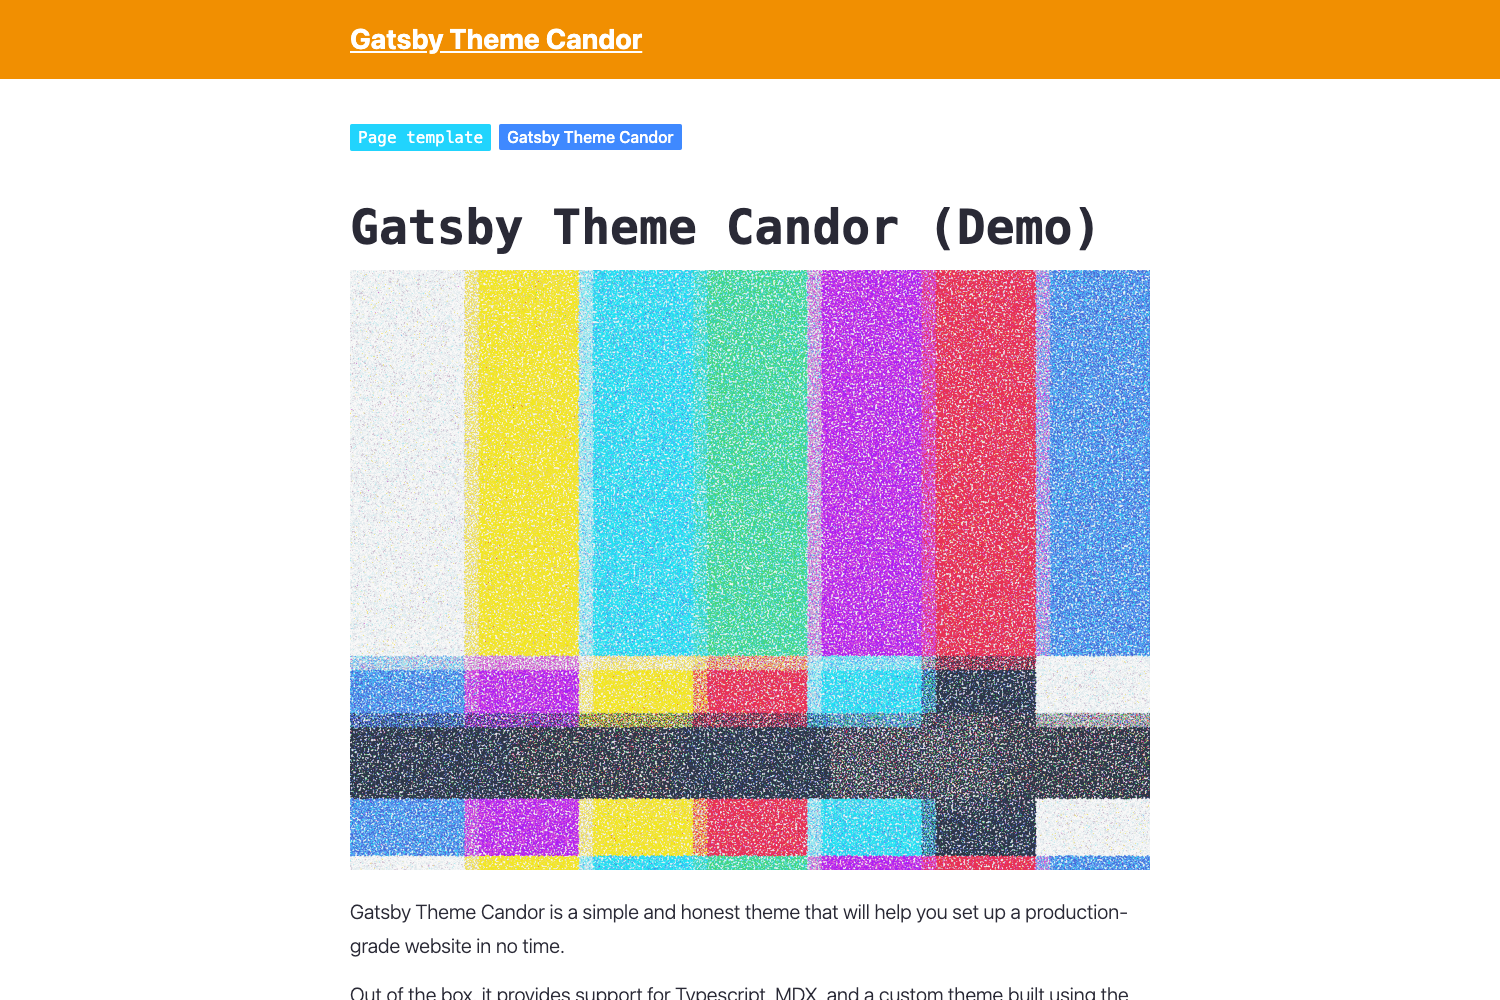 Gatsby Theme Candor
Page template Gatsby Theme Candor
Gatsby Theme Candor (Demo)
Gatsby Theme Candor is a simple and honest theme that will help you set up a production-
grade website in no time.
Out of the box, it provides support for Typescript, MDX, and a custom theme built using the